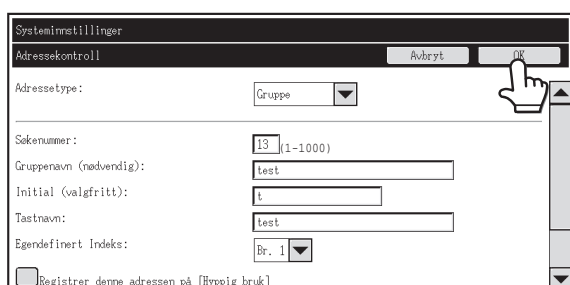 Systeminnstillinger
Adressekontroll Avbryt OK
Adressetype: Gruppe
Søkenummer: 13 (1-1000)
Gruppenavn (nødvendig): test
Initial (valgfritt): t
Tastnavn: test
Egendefinert Indeks: Br. 1
Registrer denne adressen på [Hyppig bruk]